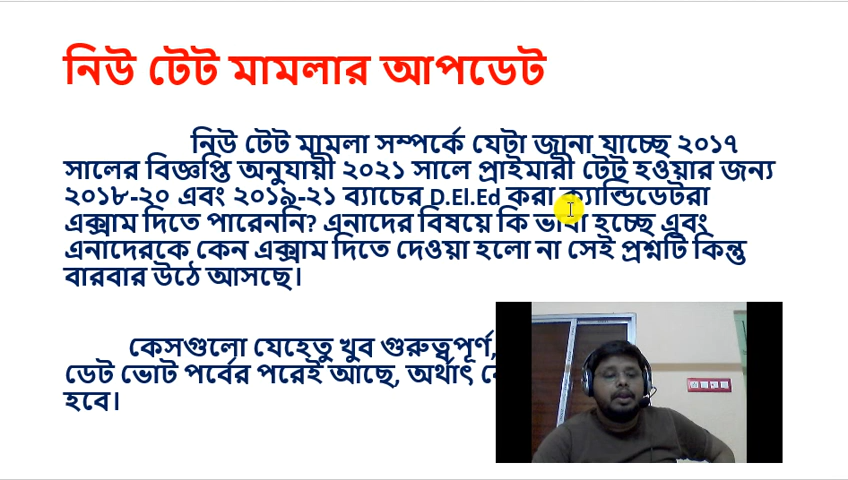 নিউ টেট মামলার আপডেট
নিউ টেট মামলা সম্পর্কে যেটা জানা যাচ্ছে ২০১৭
সালের বিজ্ঞপ্তি অনুযায়ী ২০২১ সালে প্রাইমারী টেট হওয়ার জন্য
২০১৮-২০ এবং ২০১৯-২১ ব্যাচের D.El.Ed করা ক্যান্ডিডেটরা
এক্সাম দিতে পারেননি? এনাদের বিষয়ে কি ভাবা হচ্ছে এবং
এনাদেরকে কেন এক্সাম দিতে দেওয়া হলো না সেই প্রশ্নটি কিন্তু
বারবার উঠে আসছে।
কেসগুলো যেহেতু খুব গুরুত্বপূর্ণ,
ডেট ভোট পর্বের পরেই আছে, অর্থাৎ
হবে।